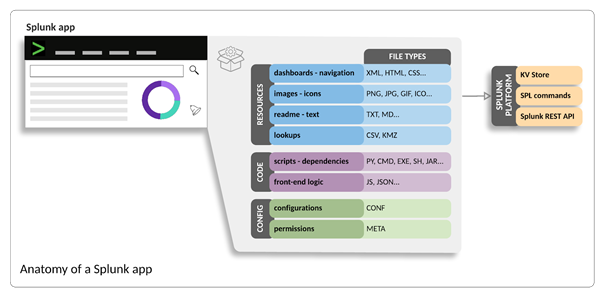 Splunk app
>
FILE TYPES
RESOURCES
dashboards - navigation XML, HTML, CSS...
images - icons PNG, JPG, GIF, ICO...
readme - text TXT, MD...
lookups CSV, KMZ
CODE
scripts - dependencies PY, CMD, EXE, SH, JAR...
front-end logic JS, JSON...
CONFIG
configurations CONF
permissions META
SPLUNK
PLATFORM
KV Store
SPL commands
Splunk REST API
Anatomy of a Splunk app